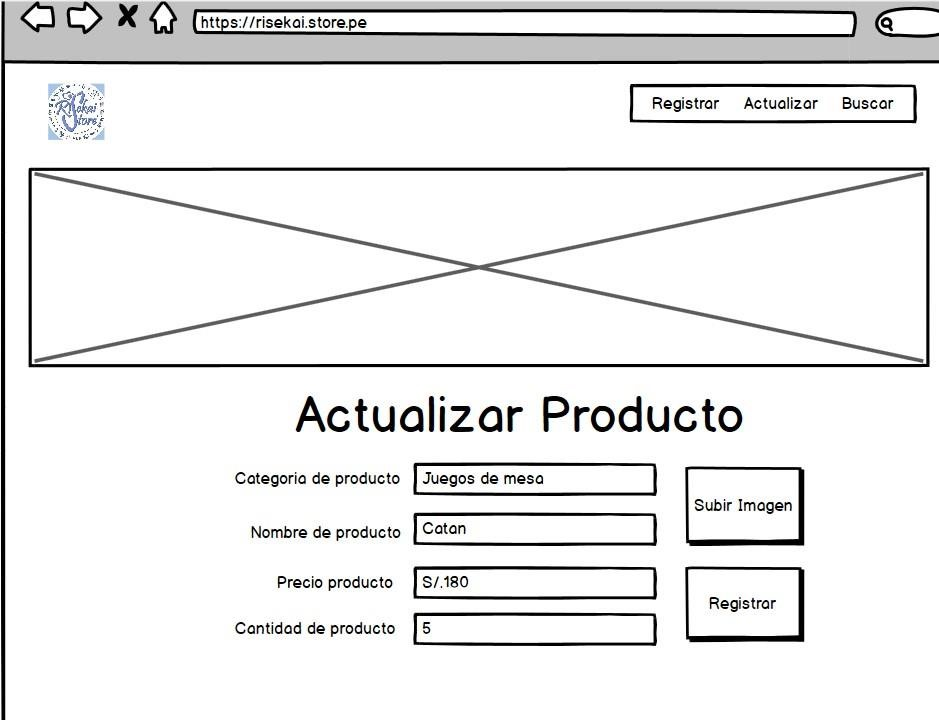 https://risekai.store.pe
Risekai
Store
Registrar Actualizar Buscar
Actualizar Producto
Categoria de producto Juegos de mesa
Subir Imagen
Nombre de producto Catan
Precio producto S/.180
Registrar
Cantidad de producto 5